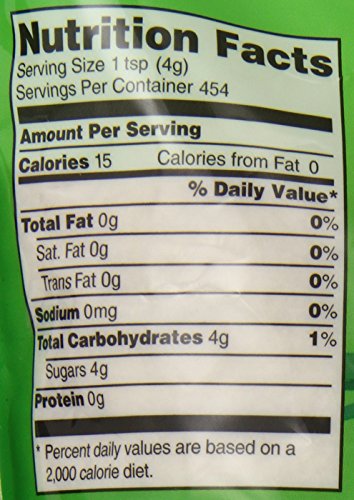 Nutrition Facts
Serving Size 1 tsp (4g)
Servings Per Container 454
Amount Per Serving
Calories 15 Calories from Fat 0
% Daily Value*
Total Fat 0g 0%
Sat. Fat 0g 0%
Trans Fat 0g 0%
Sodium 0mg 0%
Total Carbohydrates 4g 1%
Sugars 4g
Protein 0g
* Percent daily values are based on a
2,000 calorie diet.